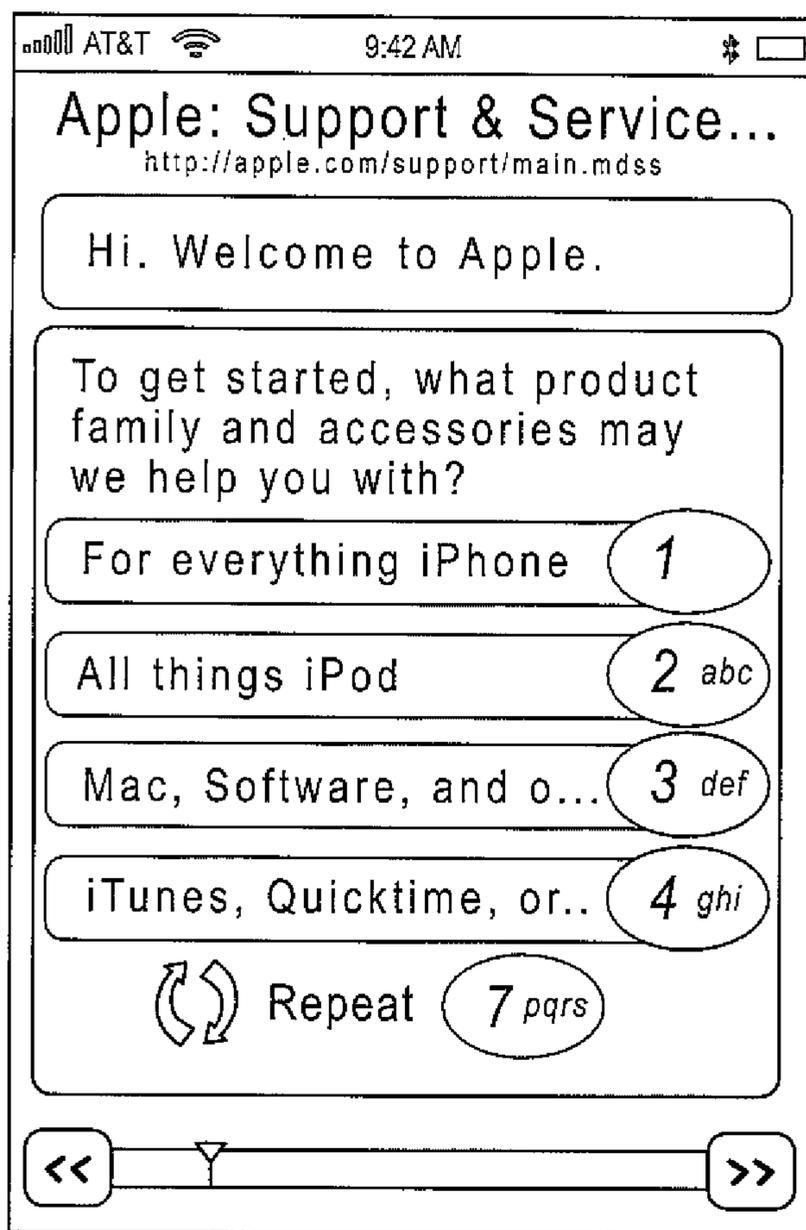 AT&T 9:42 AM
Apple: Support & Service...
http://apple.com/support/main.mdss
Hi. Welcome to Apple.
To get started, what product
family and accessories may
we help you with?
For everything iPhone 1
All things iPod 2 abc
Mac, Software, and o... 3 def
iTunes, Quicktime, or.. 4 ghi
Repeat 7 pqrs
<< >>